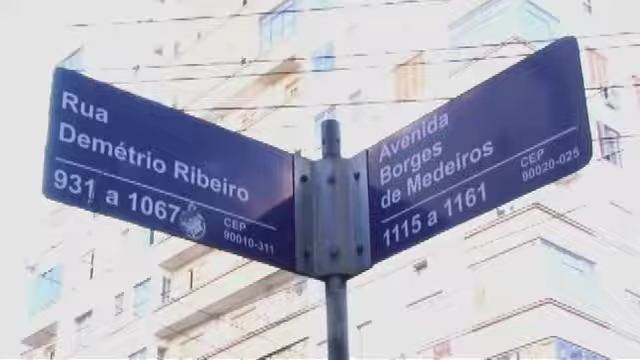 Rua
Demétrio Ribeiro
931 a 1067
CEP
90010-311
Avenida
Borges
de Medeiros
1115 a 1161
CEP
90020-025